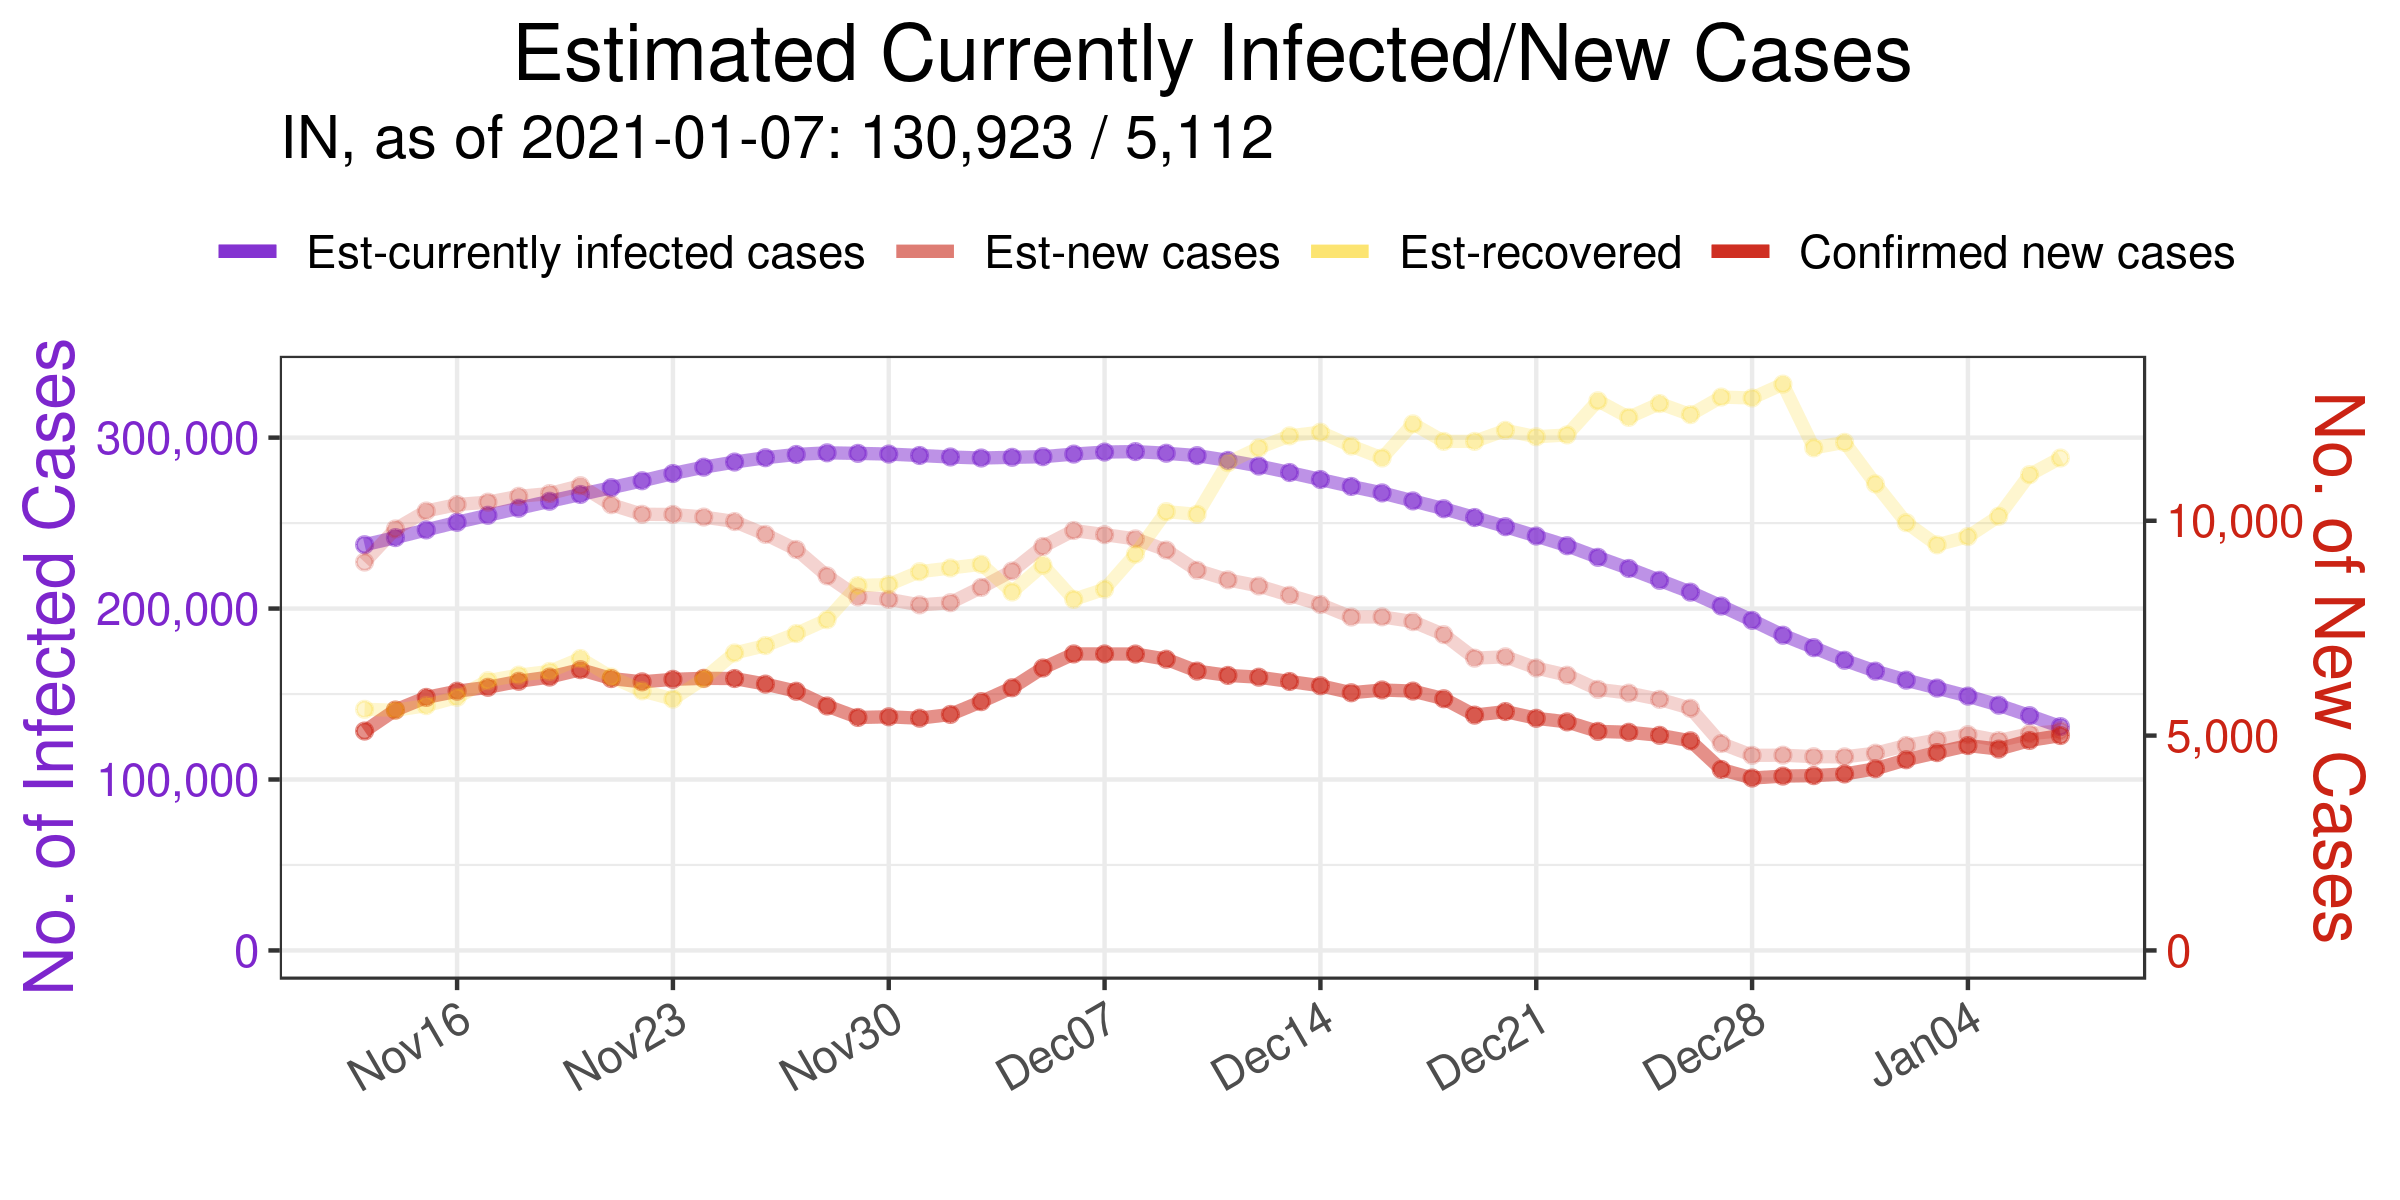 Estimated Currently Infected/New Cases
IN, as of 2021-01-07: 130,923 / 5,112
Est-currently infected cases
Est-new cases
Est-recovered
Confirmed new cases
No. of Infected Cases
300,000
200,000
100,000
0
10,000
5,000
0
No. of New Cases
Nov16
Nov23
Nov30
Dec07
Dec14
Dec21
Dec28
Jan04